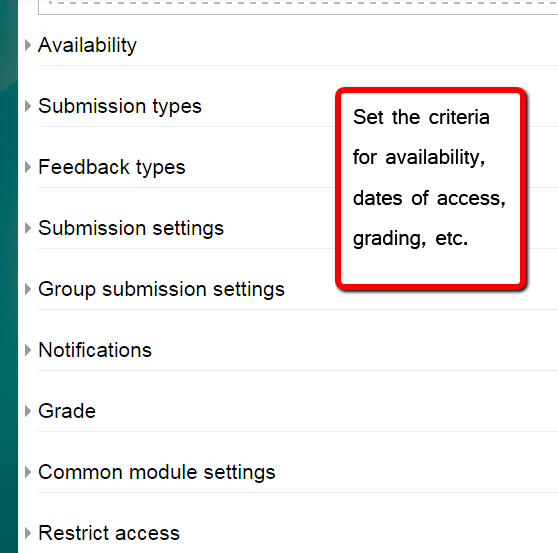 Availability
Submission types
Feedback types
Submission settings
Group submission settings
Notifications
Grade
Common module settings
Restrict access
Set the criteria
for availability,
dates of access,
grading, etc.